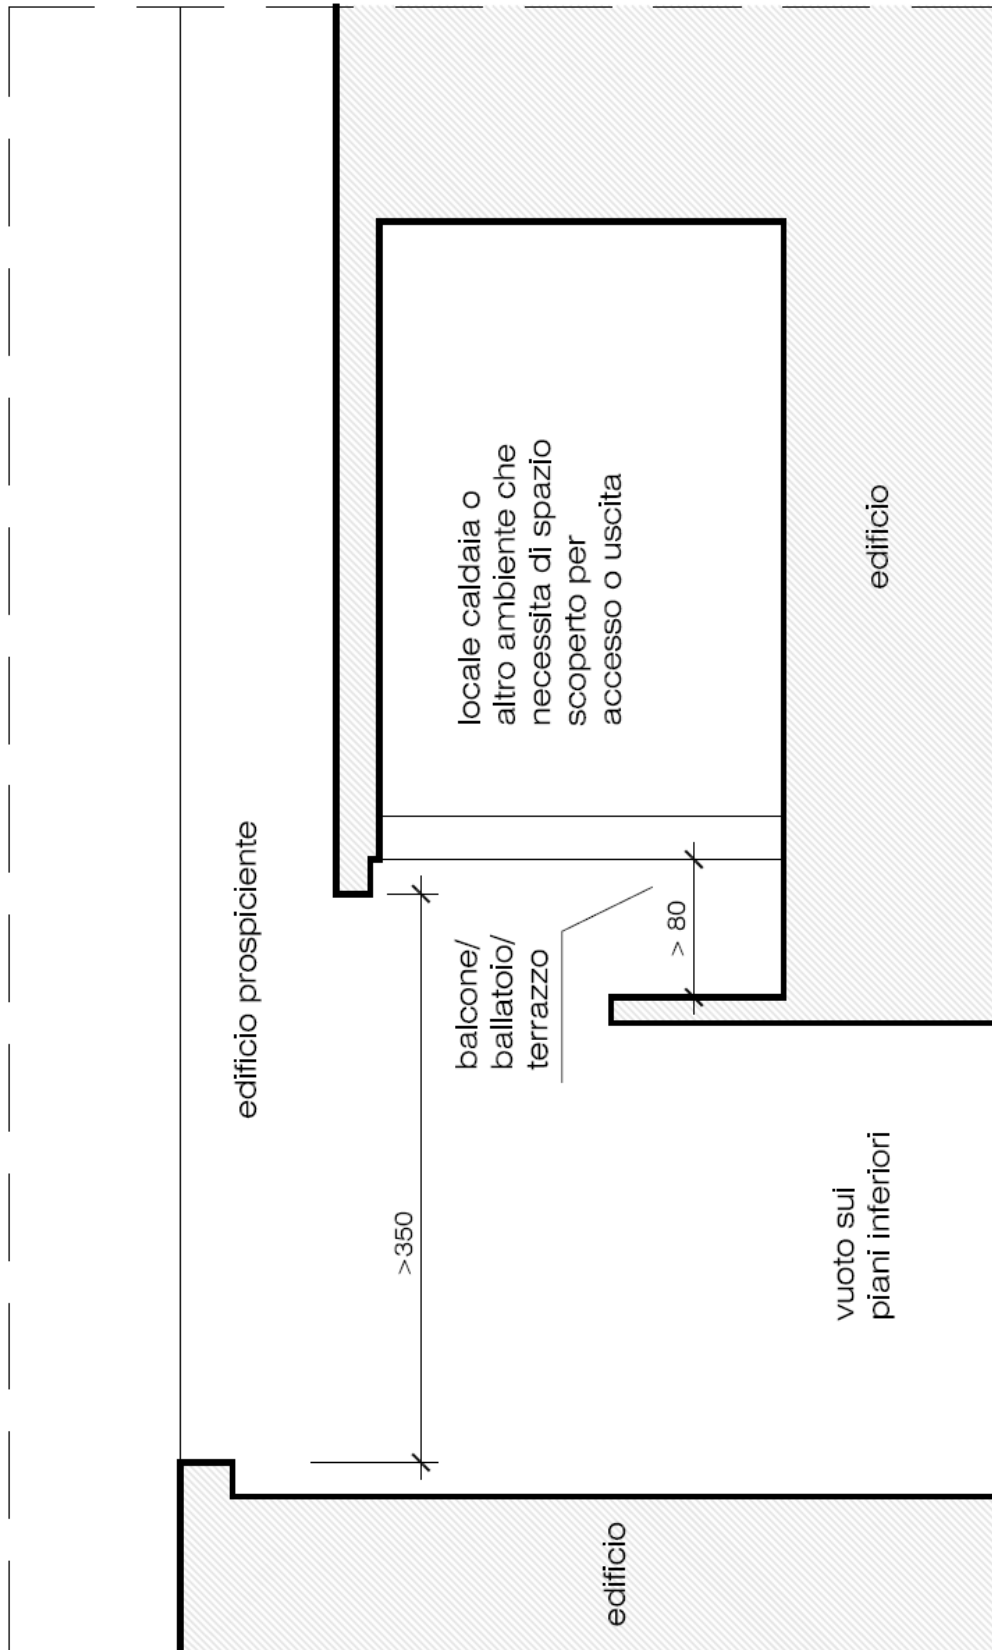 edificio prospiciente
locale caldaia o
altro ambiente che
necessita di spazio
scoperto per
accesso o uscita
>350
balcone/
ballatoio/
terrazzo
> 80
edificio
vuoto sui
piani inferiori
edificio